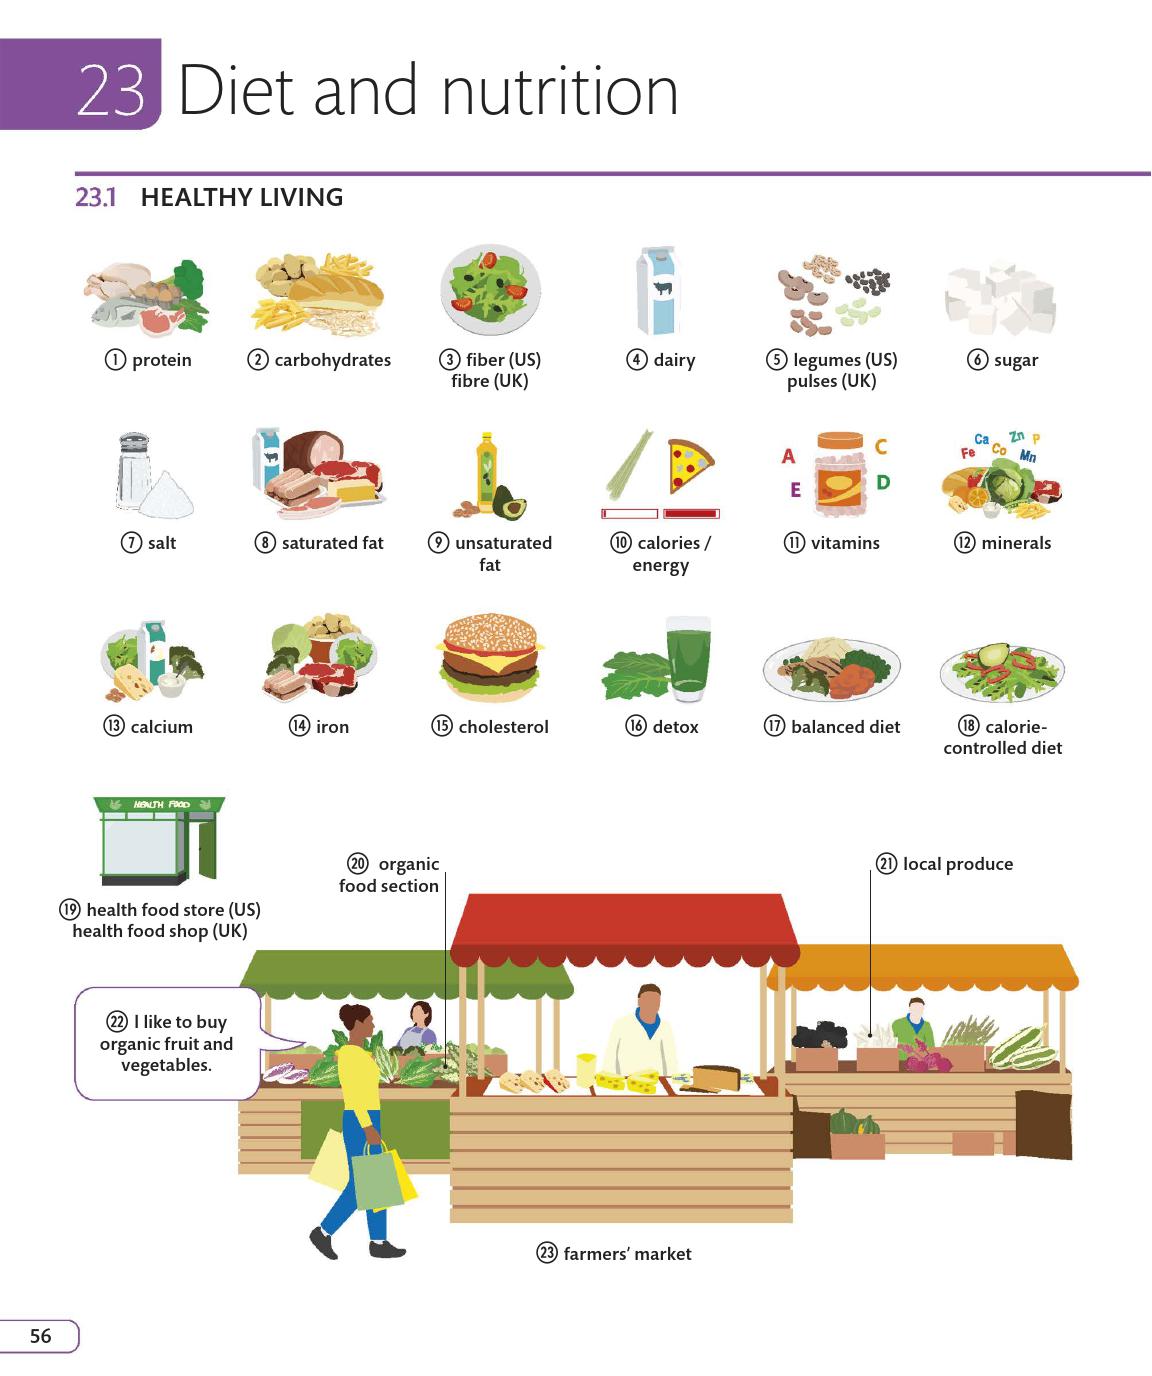 23 Diet and nutrition
23.1 HEALTHY LIVING
① protein
② carbohydrates
③ fiber (US)
fibre (UK)
④ dairy
⑤ legumes (US)
pulses (UK)
⑥ sugar
⑦ salt
⑧ saturated fat
⑨ unsaturated
fat
⑩ calories /
energy
A
C
E
D
⑪ vitamins
Fe Ca Co Zn P Mn
⑫ minerals
⑬ calcium
⑭ iron
⑮ cholesterol
⑯ detox
⑰ balanced diet
⑱ calorie-
controlled diet
HEALTH FOOD
⑲ health food store (US)
health food shop (UK)
⑳ organic
food section
㉑ local produce
㉒ I like to buy
organic fruit and
vegetables.
㉓ farmers’ market
56